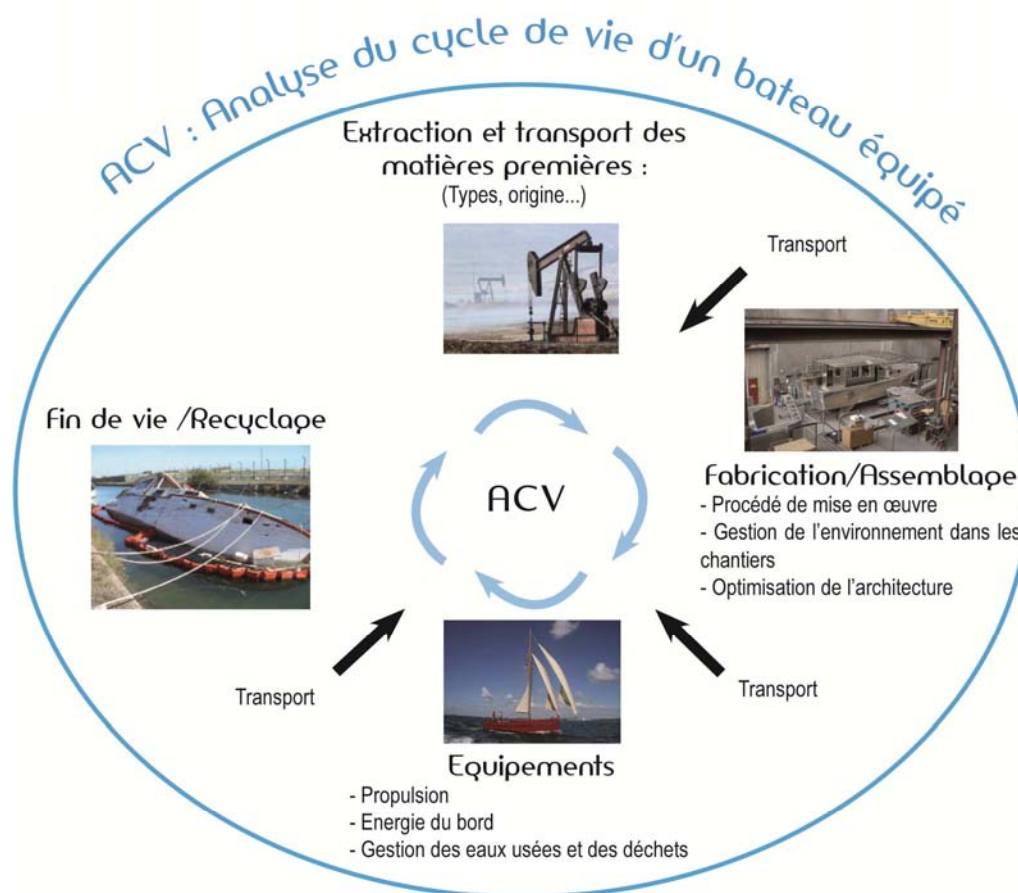 ACV : Analyse du cycle de vie d'un bateau équipé
Extraction et transport des
matières premières :
(Types, origine...)
Transport
Fin de vie /Recyclage
ACV
Fabrication/Assemblage
- Procédé de mise en œuvre
- Gestion de l'environnement dans les
chantiers
- Optimisation de l'architecture
Transport
Transport
Equipements
- Propulsion
- Energie du bord
- Gestion des eaux usées et des déchets